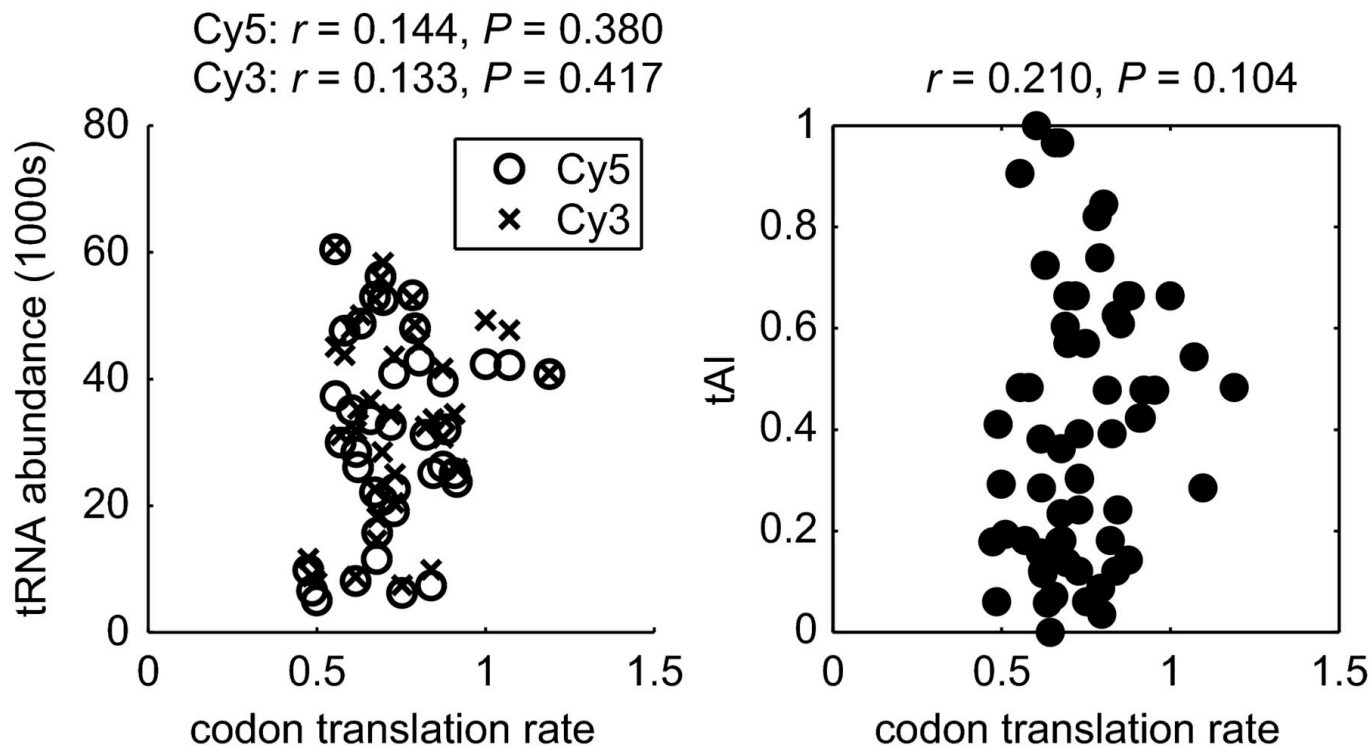 Cy5: r = 0.144, P = 0.380
Cy3: r = 0.133, P = 0.417
tRNA abundance (1000s)
80
60
40
20
0
Cy5
Cy3
0
0.5
1
1.5
codon translation rate
r = 0.210, P = 0.104
tAI
1
0.8
0.6
0.4
0.2
0
0
0.5
1
1.5
codon translation rate